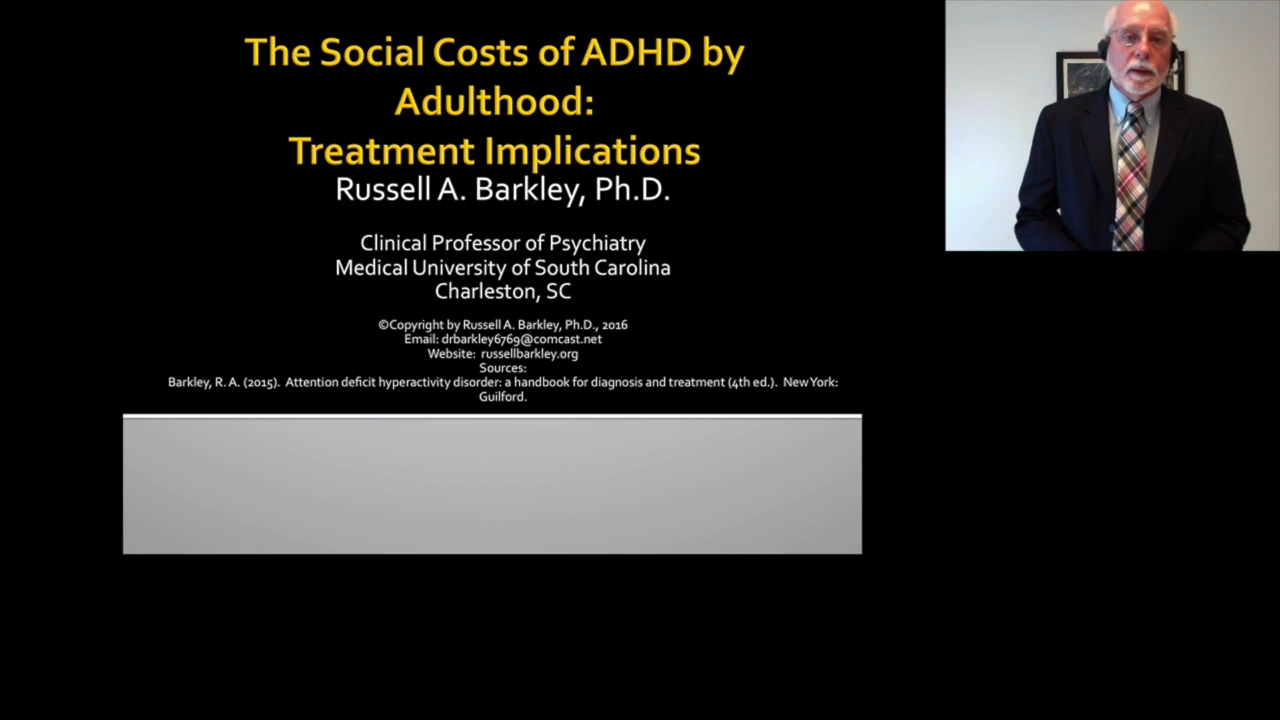 The Social Costs of ADHD by
Adulthood:
Treatment Implications
Russell A. Barkley, Ph.D.
Clinical Professor of Psychiatry
Medical University of South Carolina
Charleston, SC
©Copyright by Russell A. Barkley, Ph.D., 2016
Email: drbarkley6769@comcast.net
Website: russellbarkley.org
Sources:
Barkley, R. A. (2015). Attention deficit hyperactivity disorder: a handbook for diagnosis and treatment (4th ed.). New York:
Guilford.